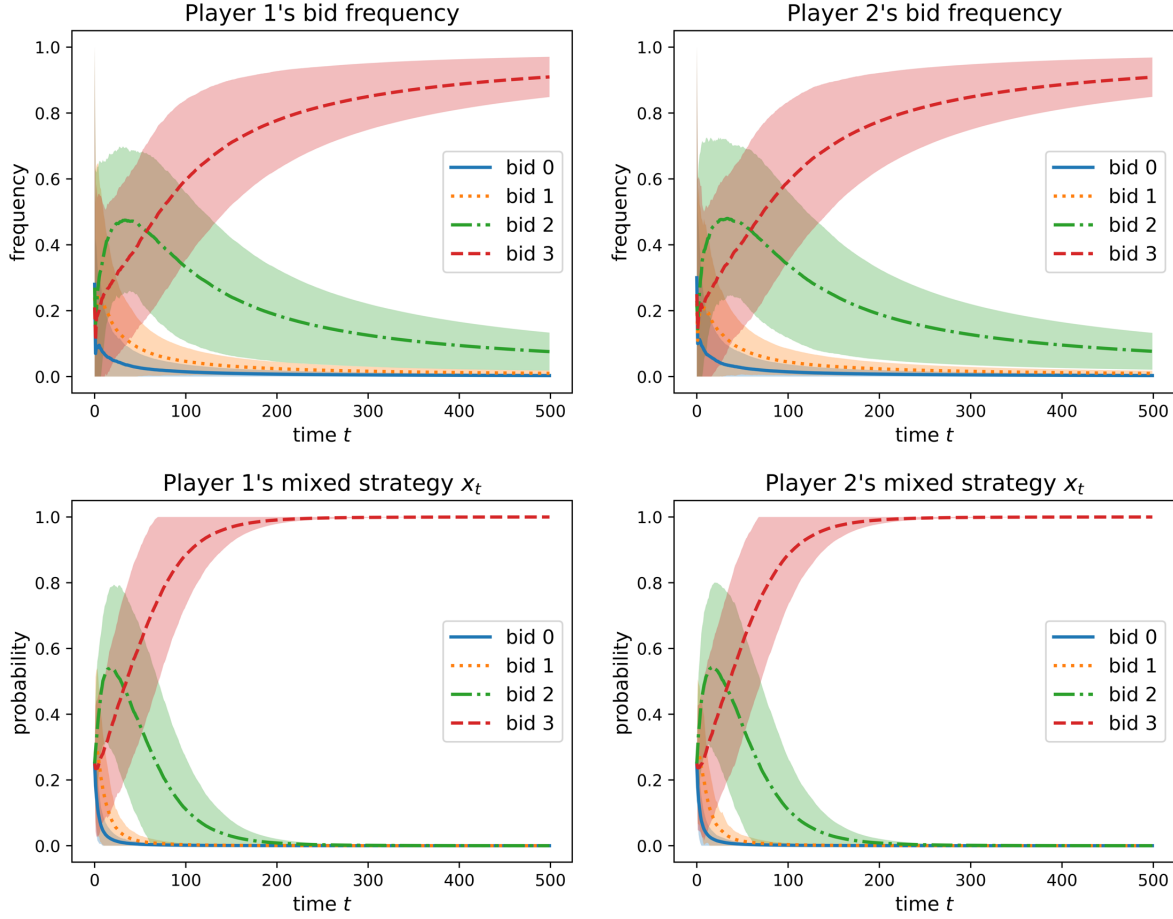 Player 1's bid frequency
frequency
1.0
0.8
0.6
0.4
0.2
0.0
bid 0
bid 1
bid 2
bid 3
0 100 200 300 400 500
time t
Player 2's bid frequency
frequency
1.0
0.8
0.6
0.4
0.2
0.0
bid 0
bid 1
bid 2
bid 3
0 100 200 300 400 500
time t
Player 1's mixed strategy x_t
probability
1.0
0.8
0.6
0.4
0.2
0.0
bid 0
bid 1
bid 2
bid 3
0 100 200 300 400 500
time t
Player 2's mixed strategy x_t
probability
1.0
0.8
0.6
0.4
0.2
0.0
bid 0
bid 1
bid 2
bid 3
0 100 200 300 400 500
time t